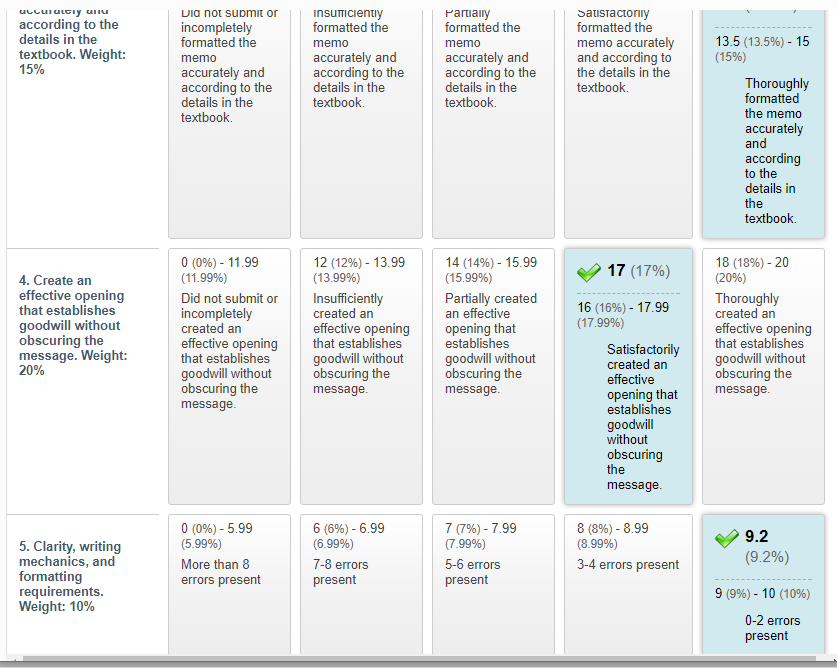 accurately and
according to the
details in the
textbook. Weight:
15%
Did not submit or
incompletely
formatted the
memo
accurately and
according to the
details in the
textbook.
Insufficiently
formatted the
memo
accurately and
according to the
details in the
textbook.
Partially
formatted the
memo
accurately and
according to the
details in the
textbook.
Satisfactorily
formatted the
memo accurately
and according to
the details in the
textbook.
13.5 (13.5%) - 15
(15%)
Thoroughly
formatted
the memo
accurately
and
according
to the
details in
the
textbook.
4. Create an
effective opening
that establishes
goodwill without
obscuring the
message. Weight:
20%
0 (0%) - 11.99
(11.99%)
Did not submit or
incompletely
created an
effective opening
that establishes
goodwill without
obscuring the
message.
12 (12%) - 13.99
(13.99%)
Insufficiently
created an
effective opening
that establishes
goodwill without
obscuring the
message.
14 (14%) - 15.99
(15.99%)
Partially created
an effective
opening that
establishes
goodwill without
obscuring the
message.
17 (17%)
16 (16%) - 17.99
(17.99%)
Satisfactorily
created an
effective
opening that
establishes
goodwill
without
obscuring
the
message.
18 (18%) - 20
(20%)
Thoroughly
created an
effective opening
that establishes
goodwill without
obscuring the
message.
5. Clarity, writing
mechanics, and
formatting
requirements.
Weight: 10%
0 (0%) - 5.99
(5.99%)
More than 8
errors present
6 (6%) - 6.99
(6.99%)
7-8 errors
present
7 (7%) - 7.99
(7.99%)
5-6 errors
present
8 (8%) - 8.99
(8.99%)
3-4 errors present
9.2
(9.2%)
9 (9%) - 10 (10%)
0-2 errors
present